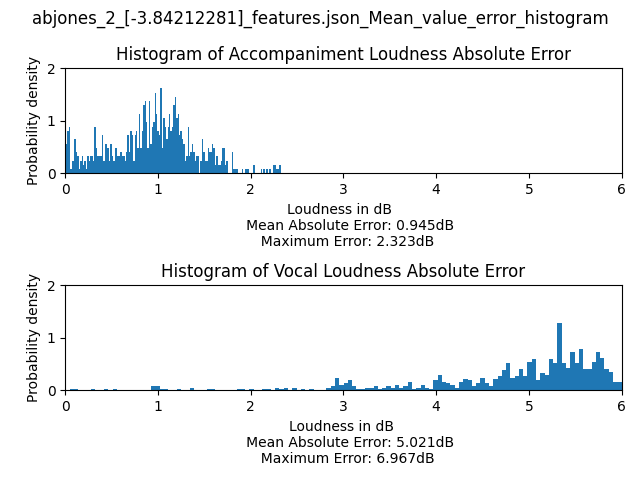 abjones_2_[-3.84212281]_features.json_Mean_value_error_histogram
Histogram of Accompaniment Loudness Absolute Error
Probability density
2
1
0
0 1 2 3 4 5 6
Loudness in dB
Mean Absolute Error: 0.945dB
Maximum Error: 2.323dB
Histogram of Vocal Loudness Absolute Error
Probability density
2
1
0
0 1 2 3 4 5 6
Loudness in dB
Mean Absolute Error: 5.021dB
Maximum Error: 6.967dB